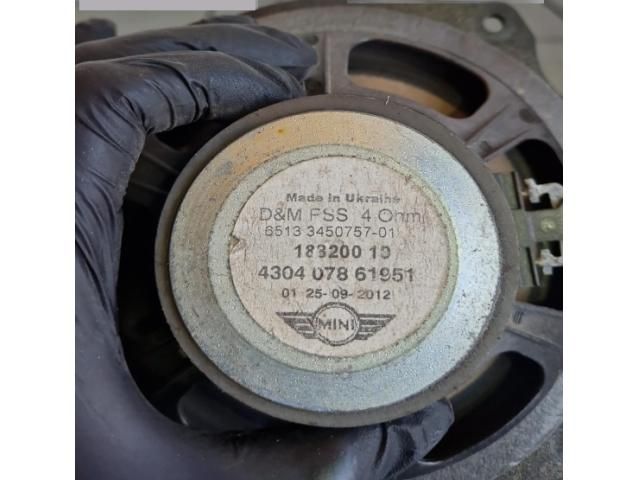 Made in Ukraine
D&M FSS 4 Ohm
6513 3450757-01
183200 10
4304 078 61951
01 25-09-2012
MINI